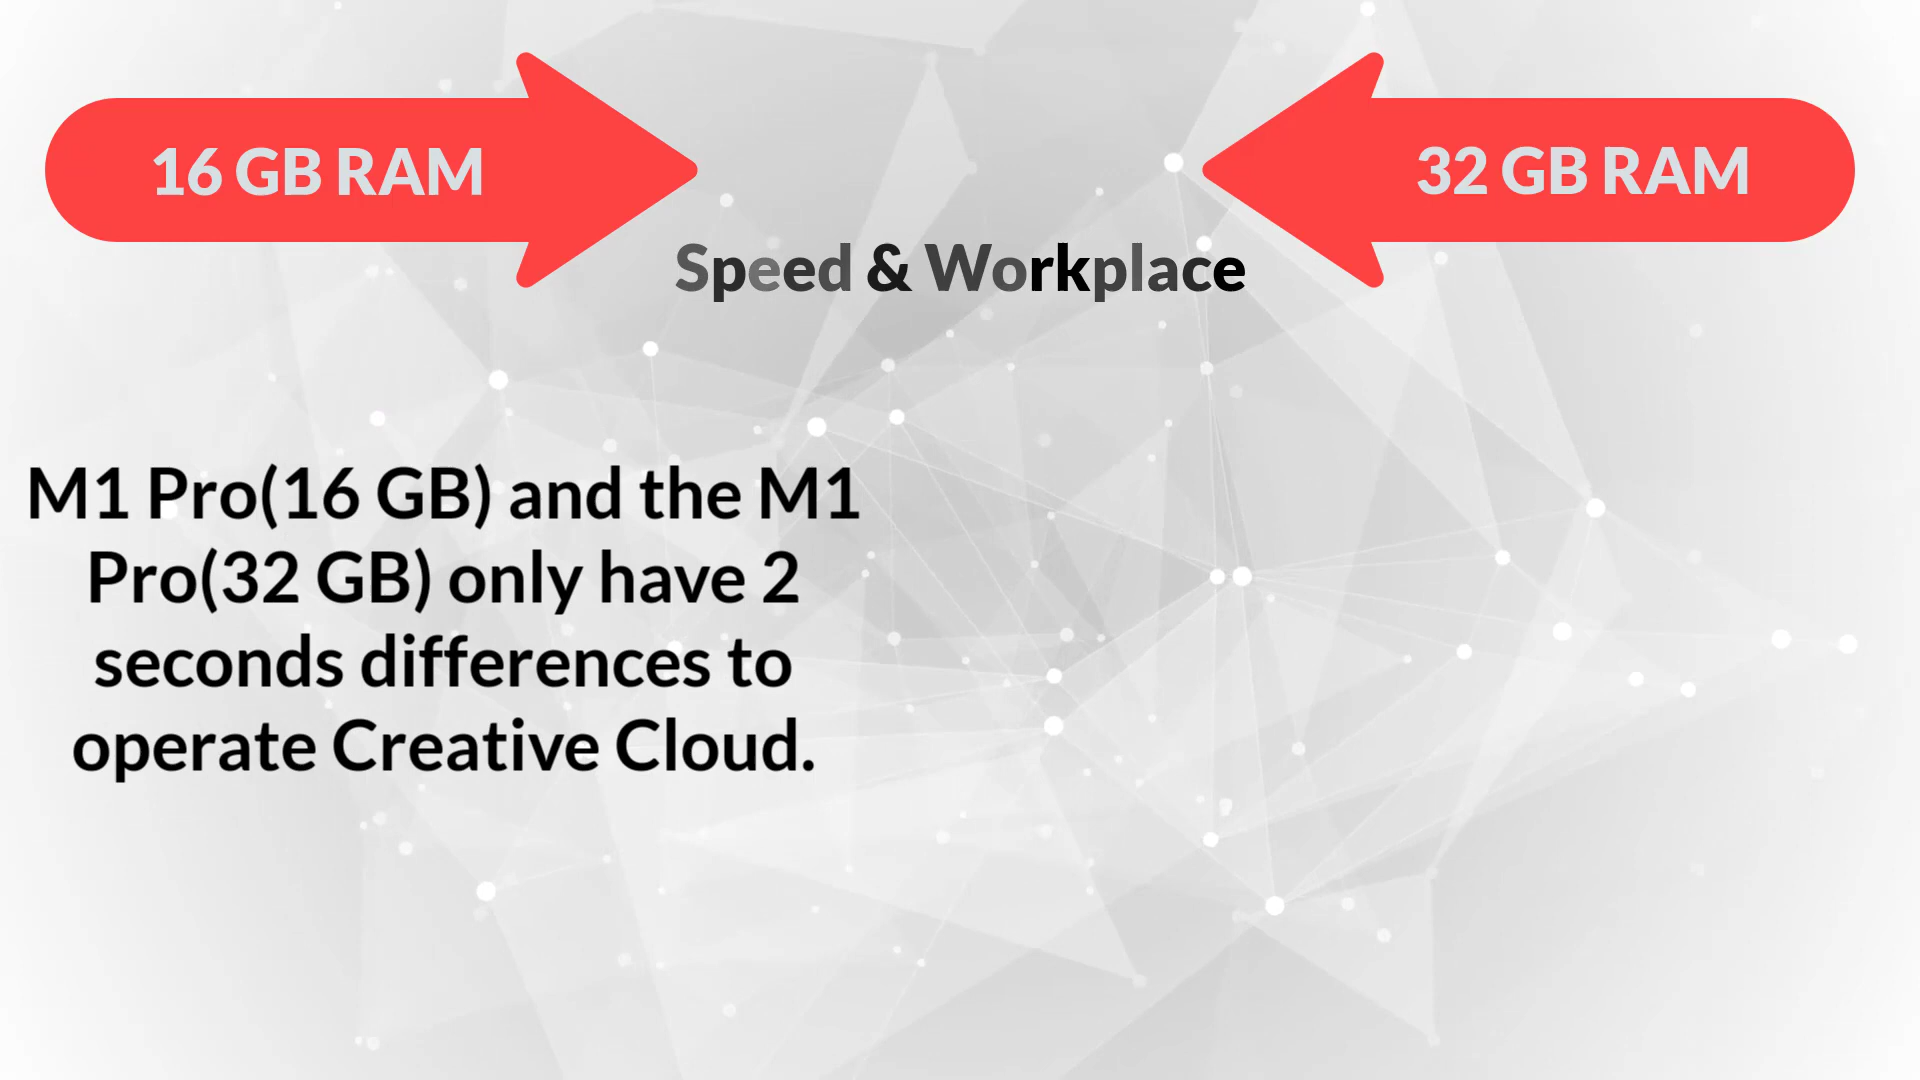 16 GB RAM
32 GB RAM
Speed & Workplace
M1 Pro(16 GB) and the M1
Pro(32 GB) only have 2
seconds differences to
operate Creative Cloud.